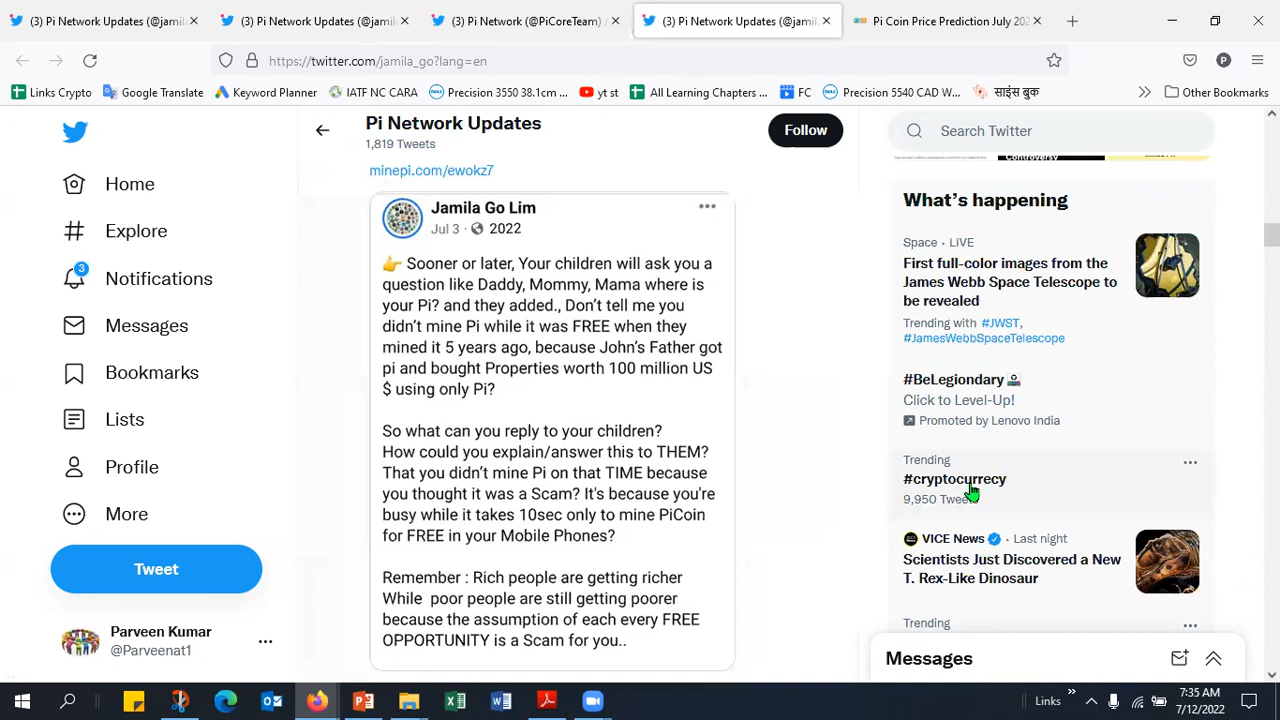 (3) Pi Network Updates (@jamila
(3) Pi Network Updates (@jamil
(3) Pi Network (@PiCoreTeam) /
(3) Pi Network Updates (@jamil
Pi Coin Price Prediction July 202
https://twitter.com/jamila_go?lang=en
P
Links Crypto
Google Translate
Keyword Planner
IATF NC CARA
Precision 3550 38.1cm ...
yt st
All Learning Chapters ...
FC
Precision 5540 CAD W...
साइंस बुक
Other Bookmarks
Home
Explore
3
Notifications
Messages
Bookmarks
Lists
Profile
More
Tweet
Parveen Kumar
@Parveenat1
Pi Network Updates
1,819 Tweets
Follow
minepi.com/ewokz7
Jamila Go Lim
Jul 3 · 2022
👉 Sooner or later, Your children will ask you a
question like Daddy, Mommy, Mama where is
your Pi? and they added., Don't tell me you
didn't mine Pi while it was FREE when they
mined it 5 years ago, because John's Father got
pi and bought Properties worth 100 million US
$ using only Pi?
So what can you reply to your children?
How could you explain/answer this to THEM?
That you didn't mine Pi on that TIME because
you thought it was a Scam? It's because you're
busy while it takes 10sec only to mine PiCoin
for FREE in your Mobile Phones?
Remember : Rich people are getting richer
While poor people are still getting poorer
because the assumption of each every FREE
OPPORTUNITY is a Scam for you..
Search Twitter
Controversy
What's happening
Space · LIVE
First full-color images from the
James Webb Space Telescope to
be revealed
Trending with #JWST,
#JamesWebbSpaceTelescope
#BeLegiondary
Click to Level-Up!
Promoted by Lenovo India
Trending
#cryptocurrecy
9,950 Tweets
VICE News · Last night
Scientists Just Discovered a New
T. Rex-Like Dinosaur
Trending
Messages
Links
7:35 AM
7/12/2022